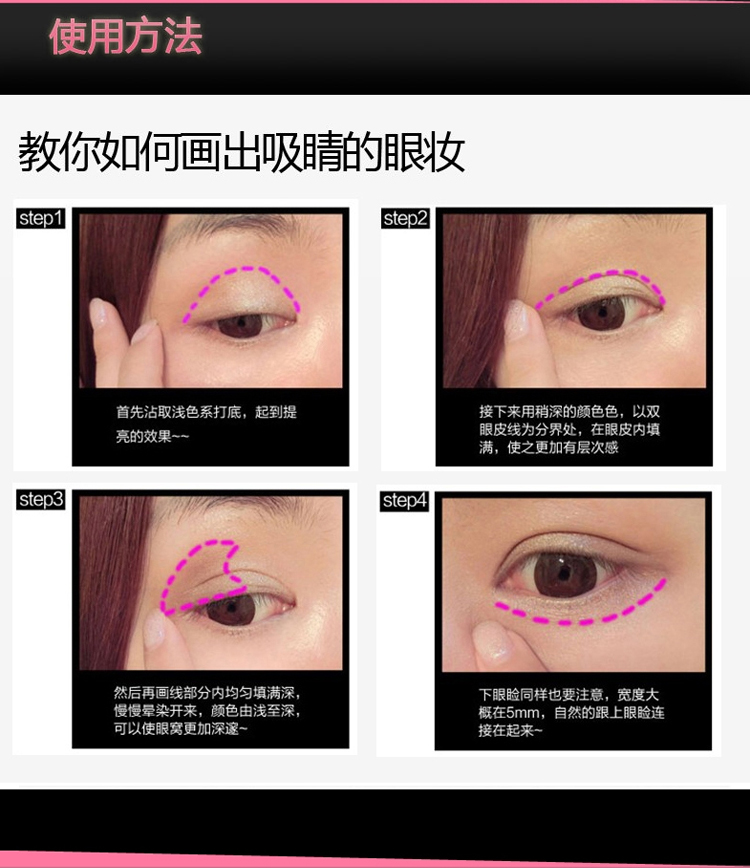 使用方法
教你如何画出吸睛的眼妆
step1
首先沾取浅色系打底，起到提
亮的效果~~
step2
接下来用稍深的颜色色，以双
眼皮线为分界处，在眼皮内填
满，使之更加有层次感
step3
然后再画线部分内均匀填满深，
慢慢晕染开来，颜色由浅至深，
可以使眼窝更加深邃~
step4
下眼睑同样也要注意，宽度大
概在5mm，自然的跟上眼睑连
接在起来~